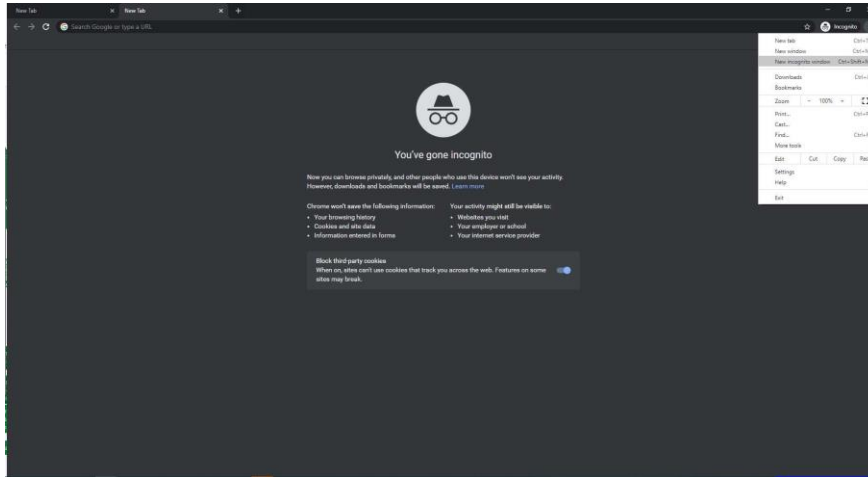 New Tab
New Tab
Search Google or type a URL
Incognito
New tab
New window
New incognito window
Downloads
Bookmarks
Zoom - 100% +
Print...
Cast...
Find...
More tools
Edit Cut Copy
Settings
Help
Exit
You've gone incognito
Now you can browse privately, and other people who use this device won't see your activity.
However, downloads and bookmarks will be saved. Learn more
Chrome won't save the following information:
• Your browsing history
• Cookies and site data
• Information entered in forms
Your activity might still be visible to:
• Websites you visit
• Your employer or school
• Your internet service provider
Block third-party cookies
When on, sites can't use cookies that track you across the web. Features on some
sites may break.